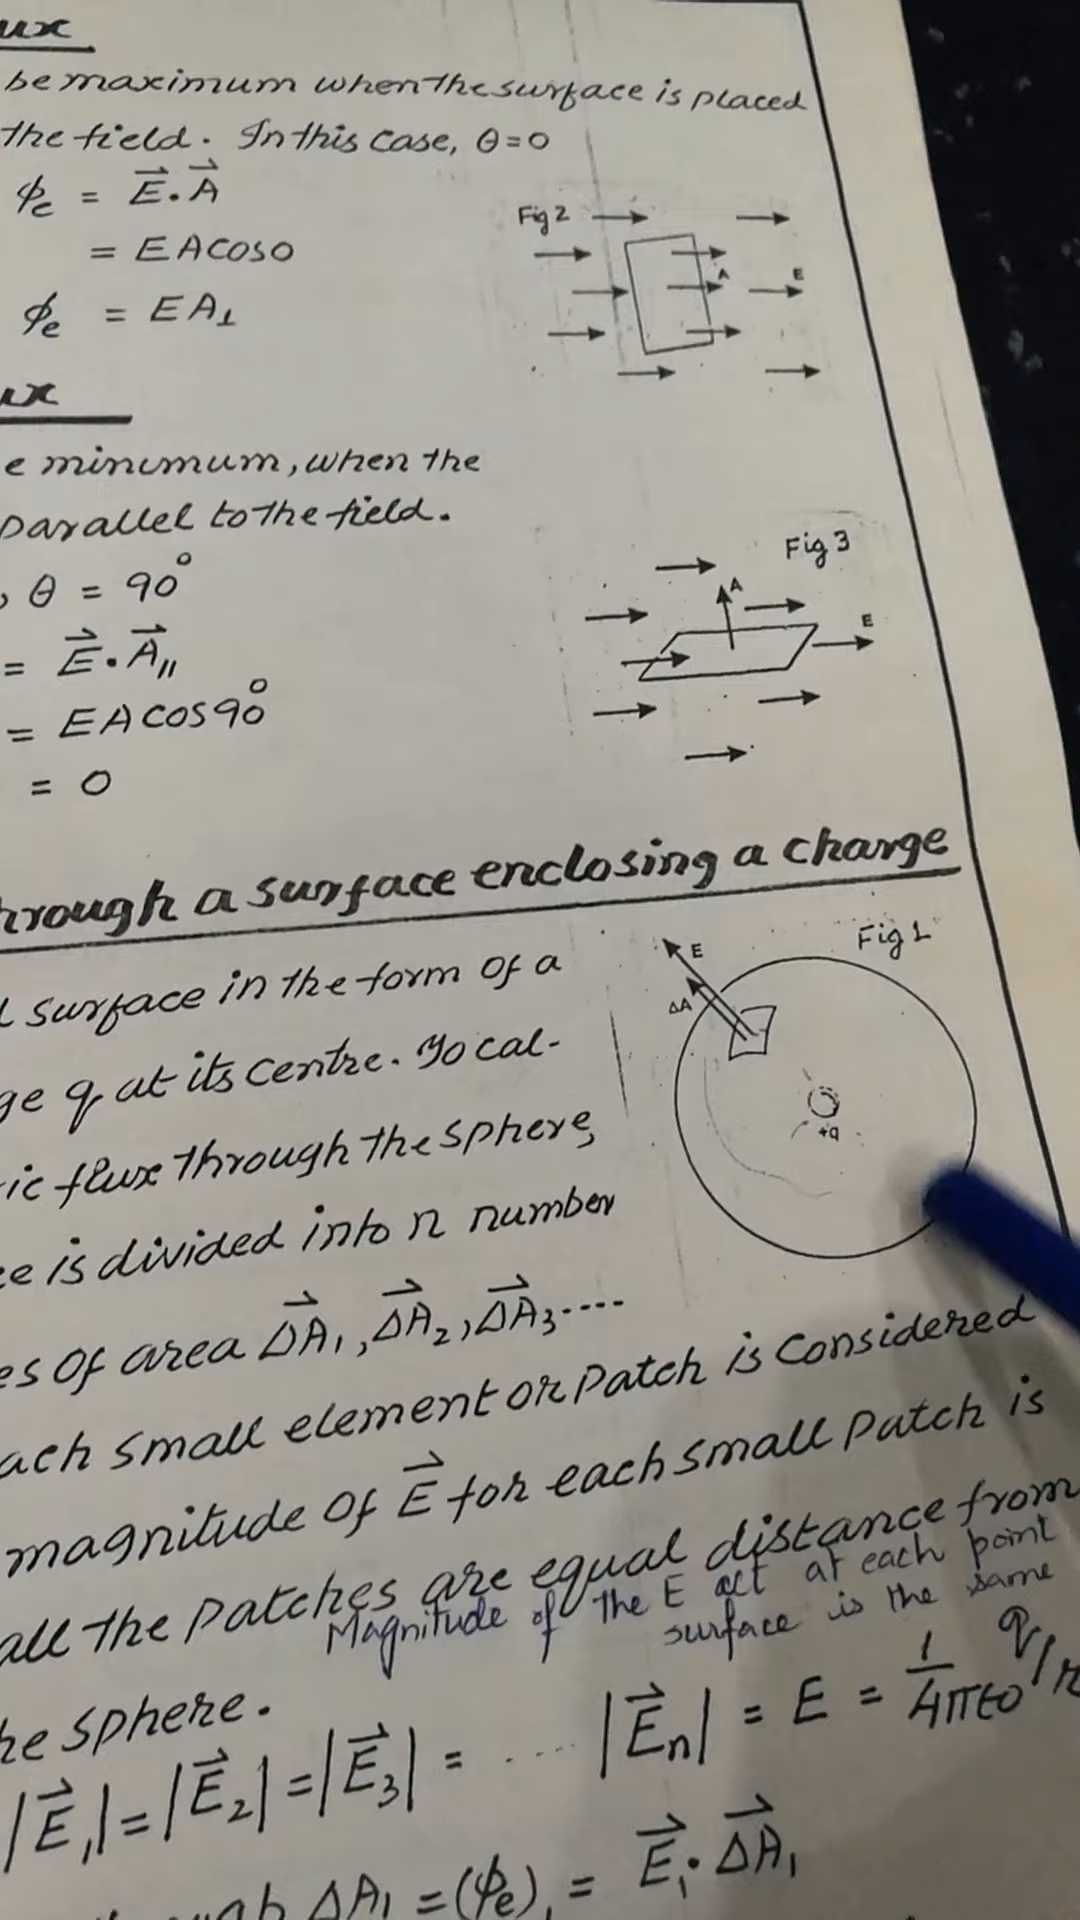 ux
be maximum when the surface is placed
the field. In this case, θ=0
ϕe = E⃗.A⃗
= EAcos0
ϕe = EA⊥
Fig 2
A
E
ux
e minimum, when the
parallel to the field.
, θ = 90°
= E⃗.A⃗||
= EAcos90°
= 0
Fig 3
A
E
hrough a surface enclosing a charge
l surface in the form of a
ge q at its centre. To cal-
ic flux through the sphere,
ce is divided into n number
es of area ΔA⃗1, ΔA⃗2, ΔA⃗3....
Fig 1
E
ΔA
+q
ach small element or patch is considered
magnitude of E⃗ for each small patch is
all the patches are equal distance from
Magnitude of the E at at each point
surface is the same
he sphere.
|E⃗1| = |E⃗2| = |E⃗3| = .... |E⃗n| = E = 1/4πϵ0 q/r
ΔA1 = (ϕe)1 = E⃗1.ΔA⃗1